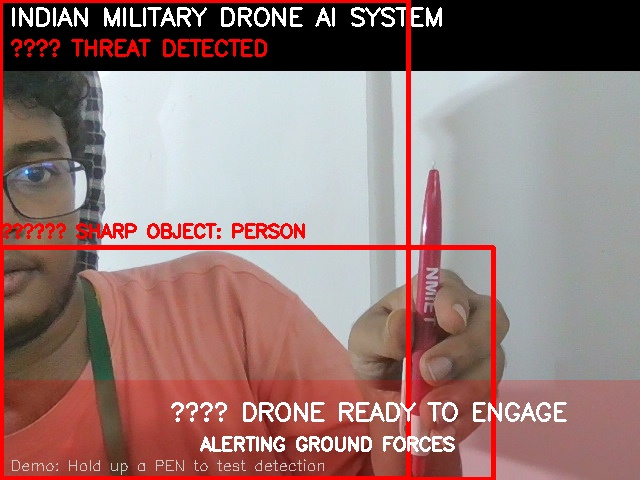 INDIAN MILITARY DRONE AI SYSTEM
???? THREAT DETECTED
?????? SHARP OBJECT: PERSON
NMIET
???? DRONE READY TO ENGAGE
ALERTING GROUND FORCES
Demo: Hold up a PEN to test detection